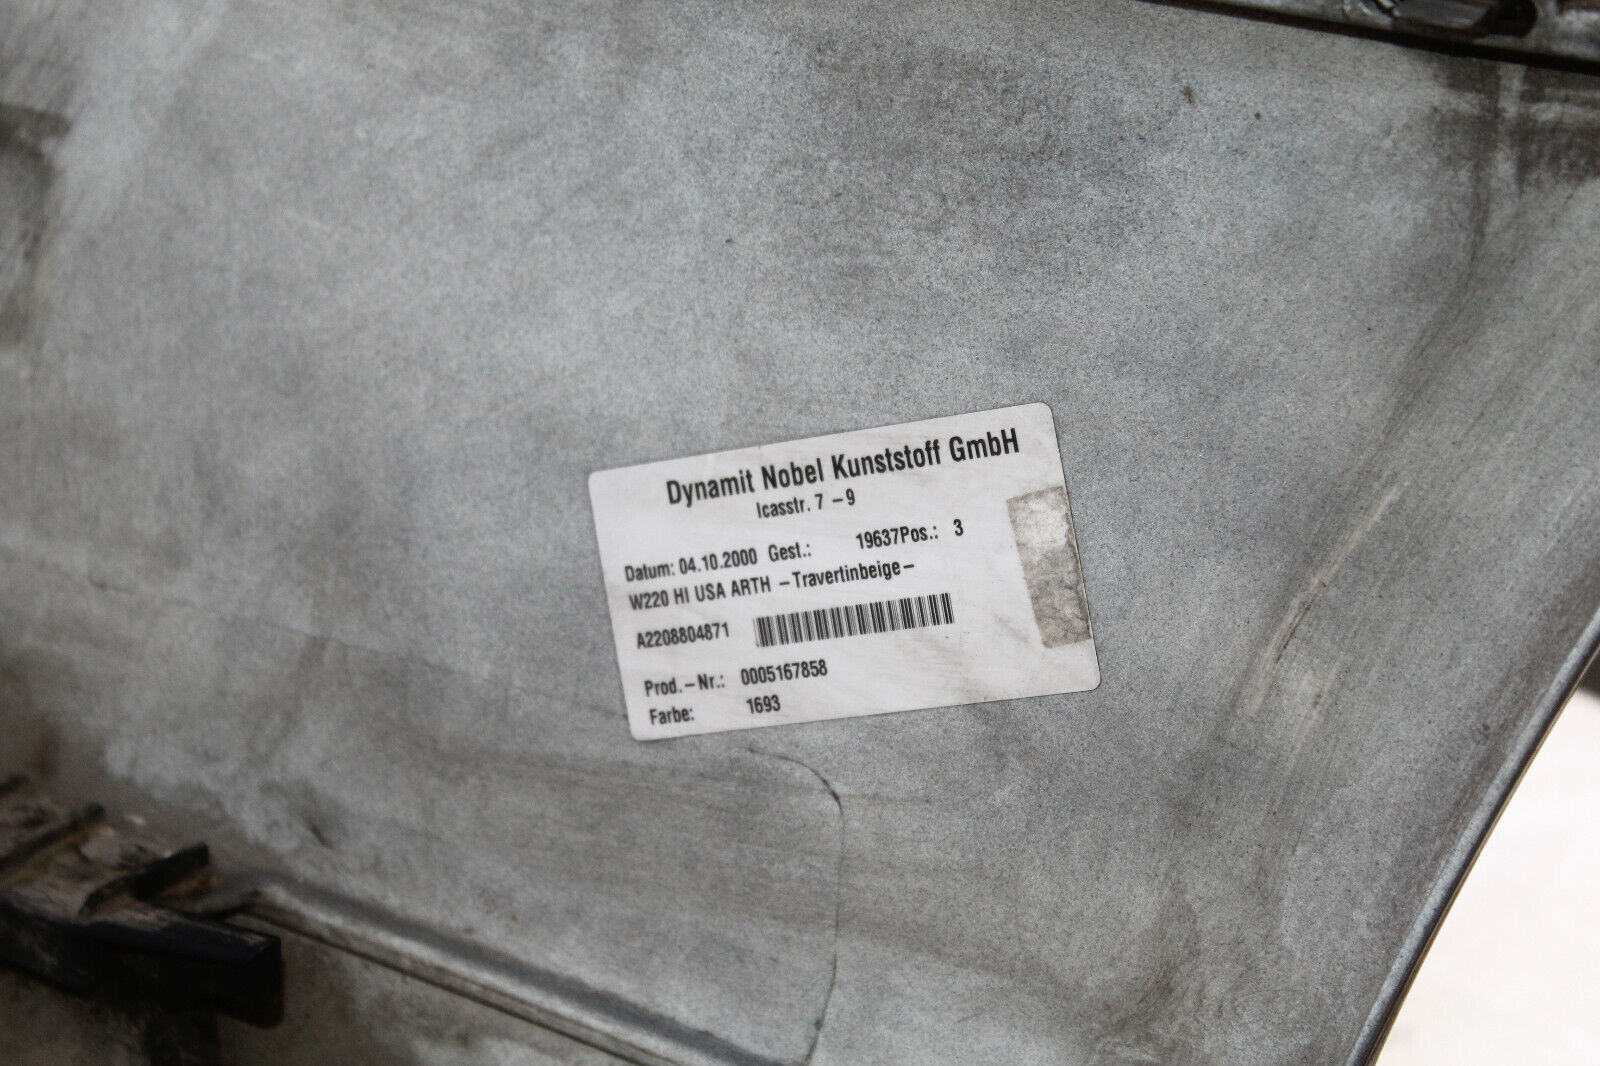 Dynamit Nobel Kunststoff GmbH
Icasstr. 7 -9
Datum: 04.10.2000 Gest.: 19637Pos.: 3
W220 HI USA ARTH -Travertinbeige-
A2208804871
Prod.-Nr.: 0005167858
Farbe: 1693